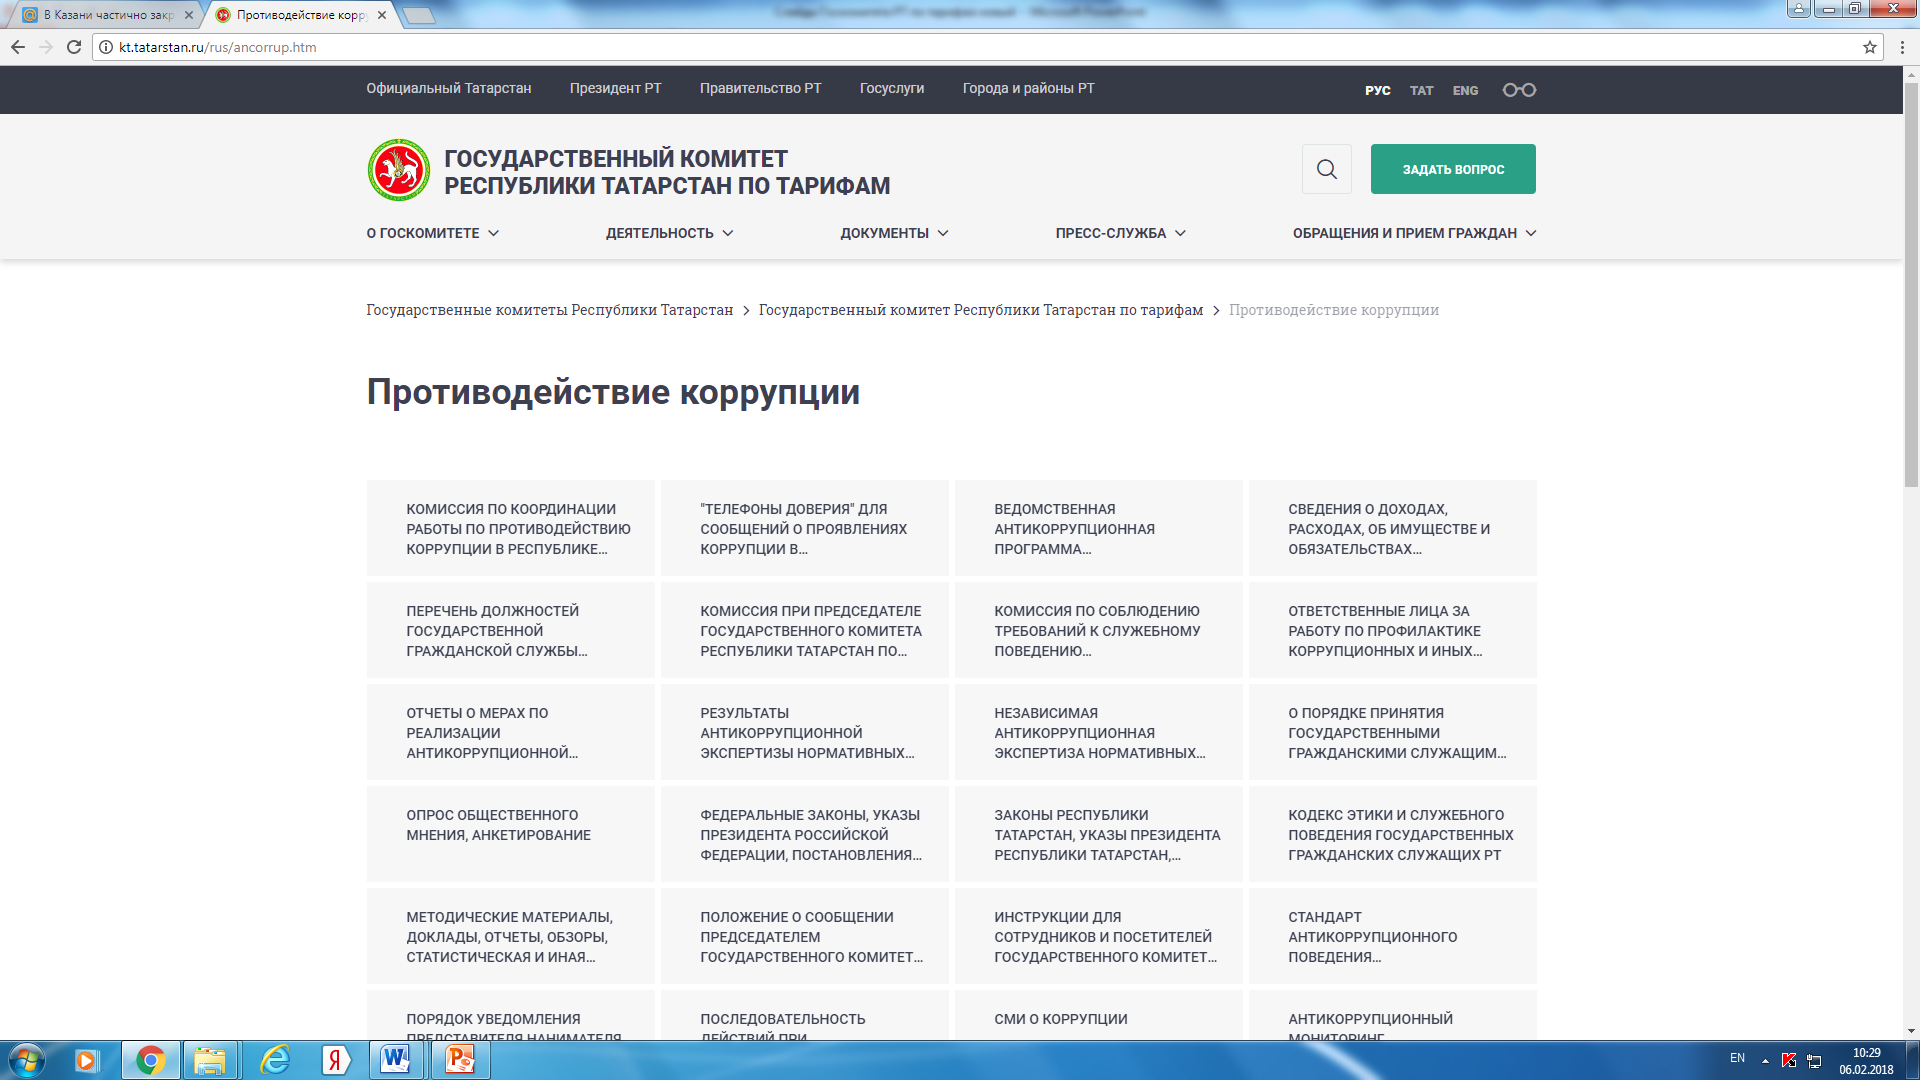 В Казани частично закр
Противодействие корру
kt.tatarstan.ru/rus/ancorrup.htm
Официальный Татарстан
Президент РТ
Правительство РТ
Госуслуги
Города и районы РТ
РУС
ТАТ
ENG
ГОСУДАРСТВЕННЫЙ КОМИТЕТ
РЕСПУБЛИКИ ТАТАРСТАН ПО ТАРИФАМ
ЗАДАТЬ ВОПРОС
О ГОСКОМИТЕТЕ
ДЕЯТЕЛЬНОСТЬ
ДОКУМЕНТЫ
ПРЕСС-СЛУЖБА
ОБРАЩЕНИЯ И ПРИЕМ ГРАЖДАН
Государственные комитеты Республики Татарстан > Государственный комитет Республики Татарстан по тарифам > Противодействие коррупции
Противодействие коррупции
КОМИССИЯ ПО КООРДИНАЦИИ
РАБОТЫ ПО ПРОТИВОДЕЙСТВИЮ
КОРРУПЦИИ В РЕСПУБЛИКЕ...
"ТЕЛЕФОНЫ ДОВЕРИЯ" ДЛЯ
СООБЩЕНИЙ О ПРОЯВЛЕНИЯХ
КОРРУПЦИИ В...
ВЕДОМСТВЕННАЯ
АНТИКОРРУПЦИОННАЯ
ПРОГРАММА...
СВЕДЕНИЯ О ДОХОДАХ,
РАСХОДАХ, ОБ ИМУЩЕСТВЕ И
ОБЯЗАТЕЛЬСТВАХ...
ПЕРЕЧЕНЬ ДОЛЖНОСТЕЙ
ГОСУДАРСТВЕННОЙ
ГРАЖДАНСКОЙ СЛУЖБЫ...
КОМИССИЯ ПРИ ПРЕДСЕДАТЕЛЕ
ГОСУДАРСТВЕННОГО КОМИТЕТА
РЕСПУБЛИКИ ТАТАРСТАН ПО...
КОМИССИЯ ПО СОБЛЮДЕНИЮ
ТРЕБОВАНИЙ К СЛУЖЕБНОМУ
ПОВЕДЕНИЮ...
ОТВЕТСТВЕННЫЕ ЛИЦА ЗА
РАБОТУ ПО ПРОФИЛАКТИКЕ
КОРРУПЦИОННЫХ И ИНЫХ...
ОТЧЕТЫ О МЕРАХ ПО
РЕАЛИЗАЦИИ
АНТИКОРРУПЦИОННОЙ...
РЕЗУЛЬТАТЫ
АНТИКОРРУПЦИОННОЙ
ЭКСПЕРТИЗЫ НОРМАТИВНЫХ...
НЕЗАВИСИМАЯ
АНТИКОРРУПЦИОННАЯ
ЭКСПЕРТИЗА НОРМАТИВНЫХ...
О ПОРЯДКЕ ПРИНЯТИЯ
ГОСУДАРСТВЕННЫМИ
ГРАЖДАНСКИМИ СЛУЖАЩИМ...
ОПРОС ОБЩЕСТВЕННОГО
МНЕНИЯ, АНКЕТИРОВАНИЕ
ФЕДЕРАЛЬНЫЕ ЗАКОНЫ, УКАЗЫ
ПРЕЗИДЕНТА РОССИЙСКОЙ
ФЕДЕРАЦИИ, ПОСТАНОВЛЕНИЯ...
ЗАКОНЫ РЕСПУБЛИКИ
ТАТАРСТАН, УКАЗЫ ПРЕЗИДЕНТА
РЕСПУБЛИКИ ТАТАРСТАН,...
КОДЕКС ЭТИКИ И СЛУЖЕБНОГО
ПОВЕДЕНИЯ ГОСУДАРСТВЕННЫХ
ГРАЖДАНСКИХ СЛУЖАЩИХ РТ
МЕТОДИЧЕСКИЕ МАТЕРИАЛЫ,
ДОКЛАДЫ, ОТЧЕТЫ, ОБЗОРЫ,
СТАТИСТИЧЕСКАЯ И ИНАЯ...
ПОЛОЖЕНИЕ О СООБЩЕНИИ
ПРЕДСЕДАТЕЛЕМ
ГОСУДАРСТВЕННОГО КОМИТЕТ...
ИНСТРУКЦИИ ДЛЯ
СОТРУДНИКОВ И ПОСЕТИТЕЛЕЙ
ГОСУДАРСТВЕННОГО КОМИТЕТ...
СТАНДАРТ
АНТИКОРРУПЦИОННОГО
ПОВЕДЕНИЯ...
ПОРЯДОК УВЕДОМЛЕНИЯ
ПРЕДСТАВИТЕЛЯ НАНИМАТЕЛЯ
ПОСЛЕДОВАТЕЛЬНОСТЬ
ДЕЙСТВИЙ ПРИ
СМИ О КОРРУПЦИИ
АНТИКОРРУПЦИОННЫЙ
МОНИТОРИНГ
EN
10:29
06.02.2018